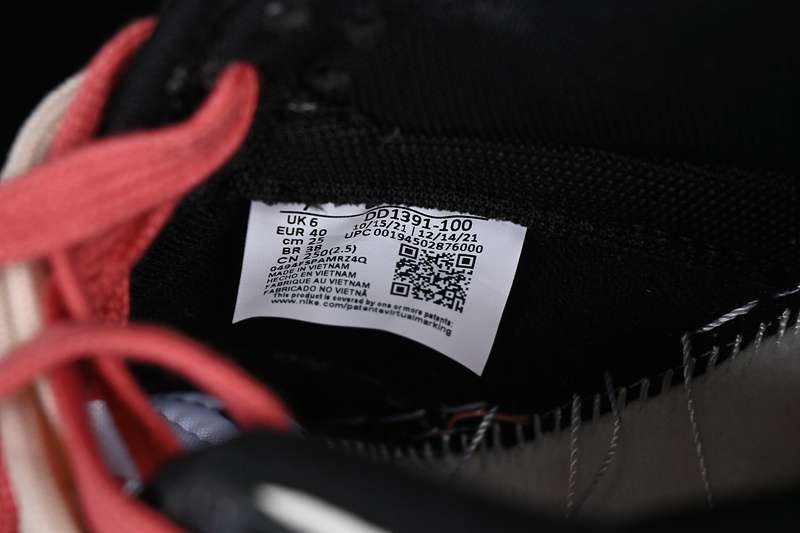 UK 6
EUR 40
cm 25
BR 38
CN 250(2.5)
DD1391-100
10/15/21 | 12/14/21
UPC 00194502876000
0494FSPAMRZ4Q
MADE IN VIETNAM
HECHO EN VIETNAM
FABRIQUE AU VIETNAM
FABRICADO NO VIETNÃ
This product is covered by one or more patents:
www.nike.com/patentevirtualmarking